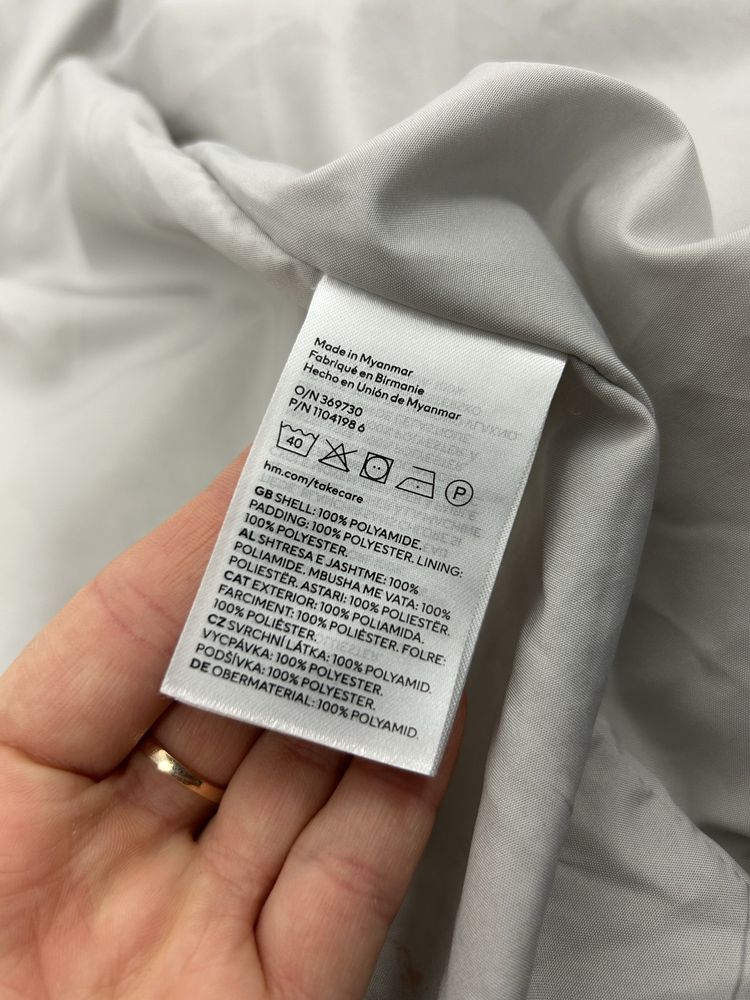 Made in Myanmar
Fabriqué en Birmanie
Hecho en Unión de Myanmar
O/N 369730
P/N 1104198 6
40
P
hm.com/takecare
GB SHELL: 100% POLYAMIDE.
PADDING: 100% POLYESTER. LINING:
100% POLYESTER.
AL SHTRESA E JASHTME: 100%
POLIAMIDE. MBUSHA ME VATA: 100%
POLIESTËR. ASTARI: 100% POLIESTËR.
CAT EXTERIOR: 100% POLIAMIDA.
FARCIMENT: 100% POLIÈSTER. FOLRE:
100% POLIÈSTER.
CZ SVRCHNÍ LÁTKA: 100% POLYAMID.
VYCPÁVKA: 100% POLYESTER.
PODŠÍVKA: 100% POLYESTER.
DE OBERMATERIAL: 100% POLYAMID.